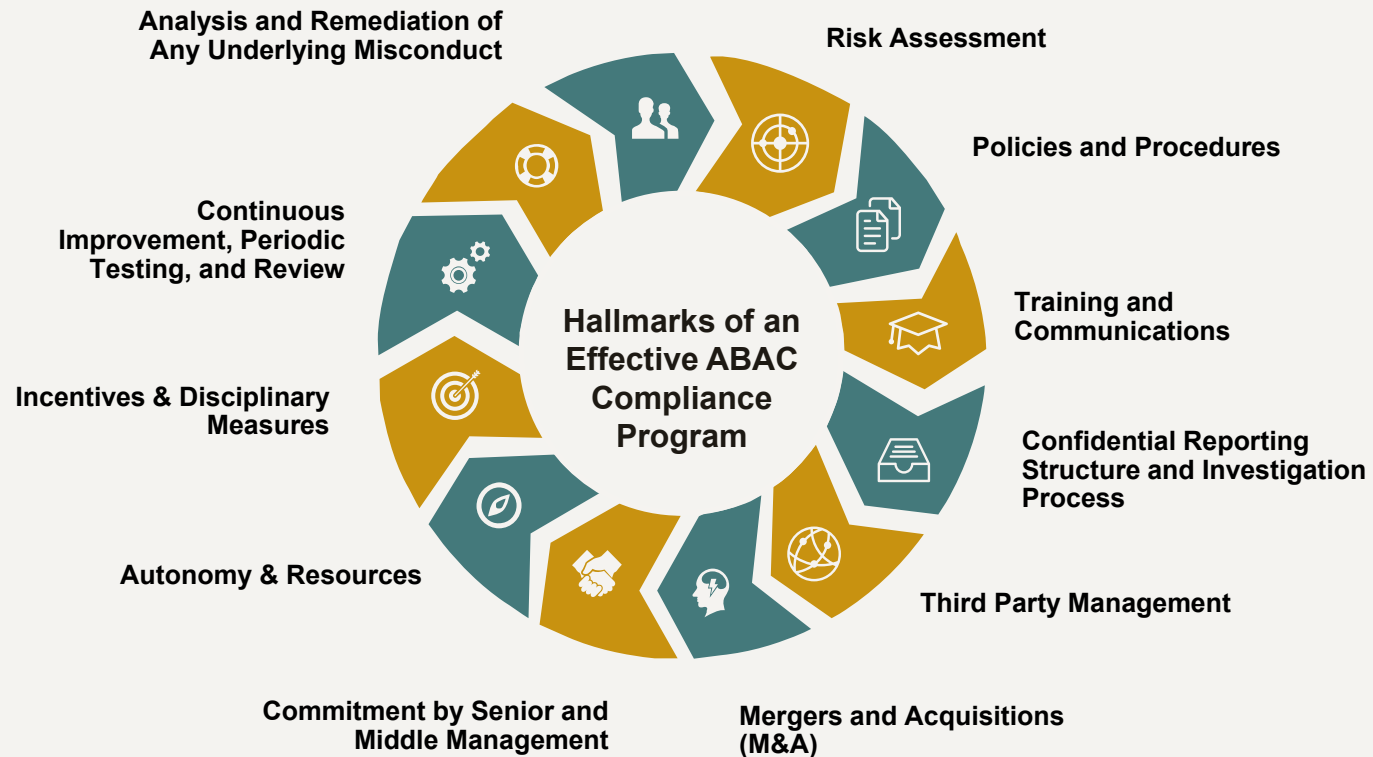 Analysis and Remediation of
Any Underlying Misconduct
Risk Assessment
Policies and Procedures
Continuous
Improvement, Periodic
Testing, and Review
Training and
Communications
Hallmarks of an
Effective ABAC
Compliance
Program
Incentives & Disciplinary
Measures
Confidential Reporting
Structure and Investigation
Process
Autonomy & Resources
Third Party Management
Commitment by Senior and
Middle Management
Mergers and Acquisitions
(M&A)